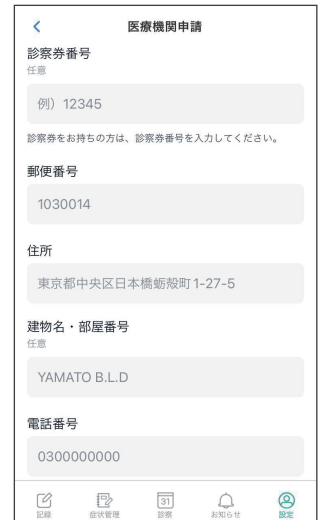 医療機関申請
診察券番号
任意
例）12345
診察券をお持ちの方は、診察券番号を入力してください。
郵便番号
1030014
住所
東京都中央区日本橋蛎殻町1-27-5
建物名・部屋番号
任意
YAMATO B.L.D
電話番号
0300000000
31
記録
症状管理
診察
お知らせ
設定